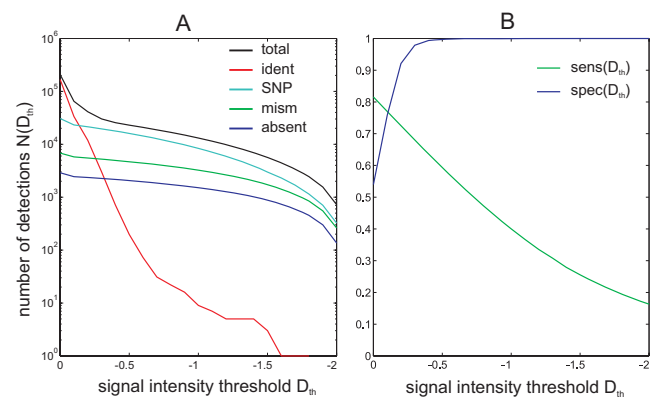 A
B
number of detections N(D_th)
10^6
10^5
10^4
10^3
10^2
10^1
10^0
total
ident
SNP
mism
absent
0
-0.5
-1
-1.5
-2
signal intensity threshold D_th
1
0.9
0.8
0.7
0.6
0.5
0.4
0.3
0.2
0.1
0
sens(D_th)
spec(D_th)
0
-0.5
-1
-1.5
-2
signal intensity threshold D_th